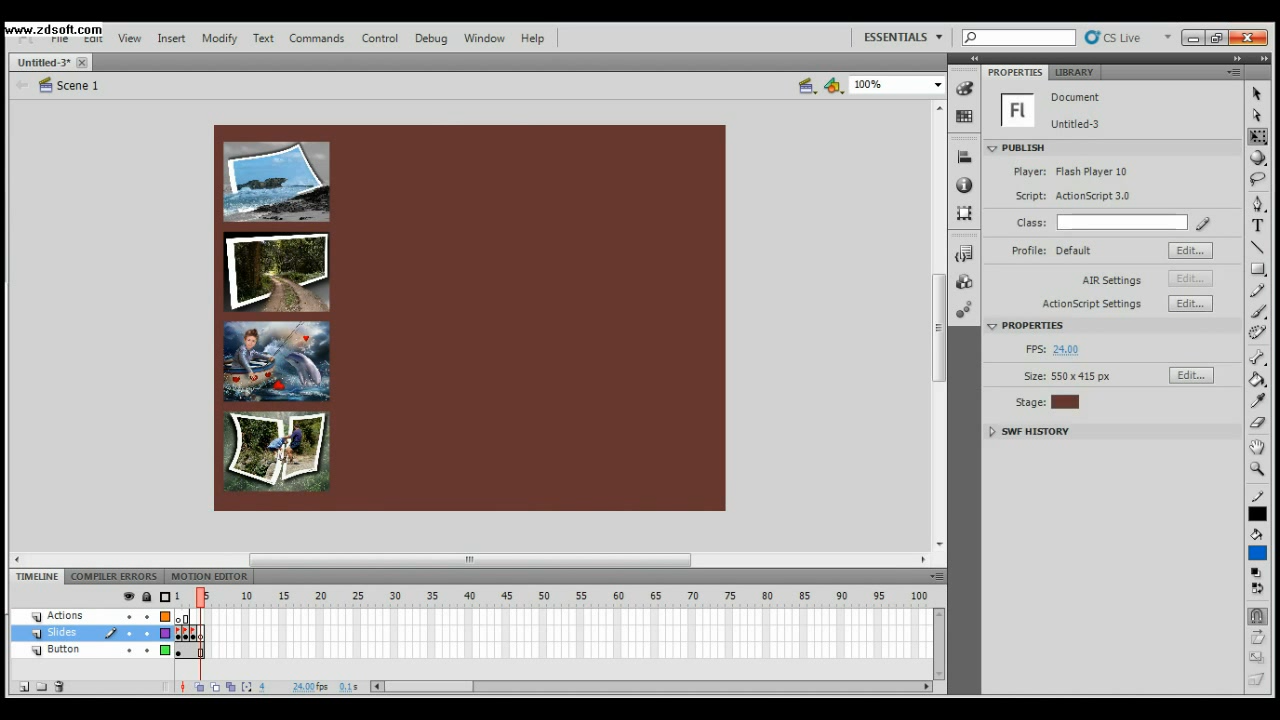 www.zdsoft.com
File Edit View Insert Modify Text Commands Control Debug Window Help ESSENTIALS CS Live
Untitled-3*
Scene 1 100%
PROPERTIES LIBRARY
Fl Document
Untitled-3
PUBLISH
Player: Flash Player 10
Script: ActionScript 3.0
Class:
Profile: Default Edit...
AIR Settings Edit...
ActionScript Settings Edit...
PROPERTIES
FPS: 24.00
Size: 550 x 415 px Edit...
Stage:
SWF HISTORY
TIMELINE COMPILER ERRORS MOTION EDITOR
1 5 10 15 20 25 30 35 40 45 50 55 60 65 70 75 80 85 90 95 100
Actions
Slides
Button
4 24.00 fps 0.1 s